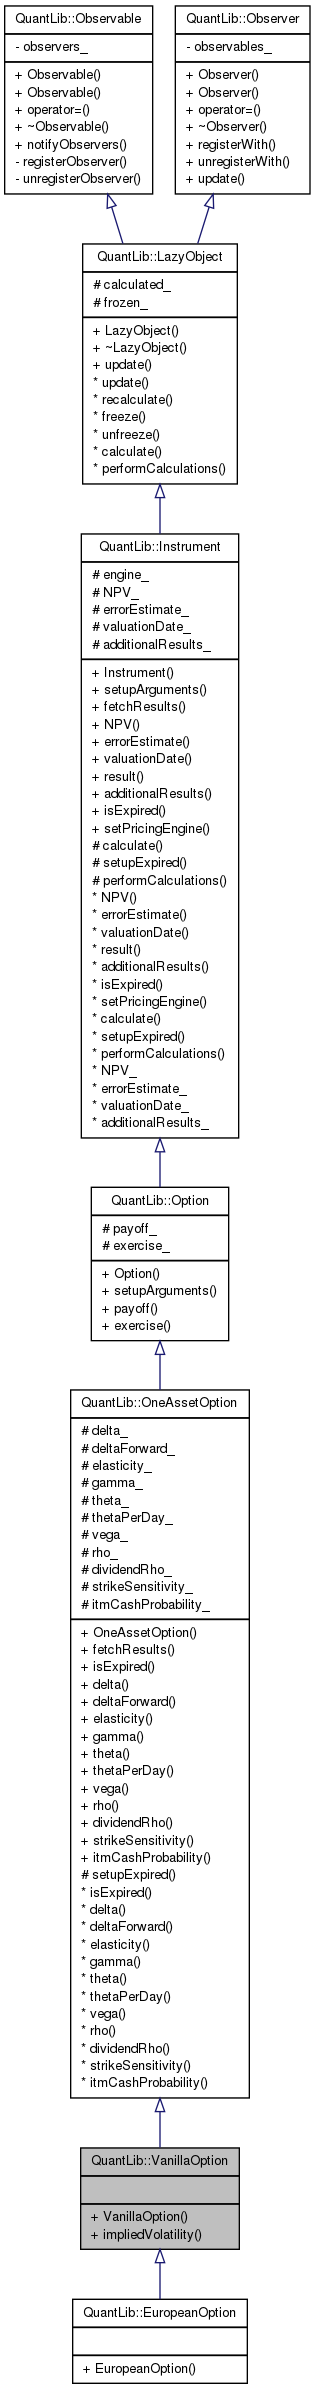 QuantLib::Observable
- observers_
+ Observable()
+ Observable()
+ operator=()
+ ~Observable()
+ notifyObservers()
- registerObserver()
- unregisterObserver()
QuantLib::Observer
- observables_
+ Observer()
+ Observer()
+ operator=()
+ ~Observer()
+ registerWith()
+ unregisterWith()
+ update()
QuantLib::LazyObject
# calculated_
# frozen_
+ LazyObject()
+ ~LazyObject()
+ update()
* update()
* recalculate()
* freeze()
* unfreeze()
* calculate()
* performCalculations()
QuantLib::Instrument
# engine_
# NPV_
# errorEstimate_
# valuationDate_
# additionalResults_
+ Instrument()
+ setupArguments()
+ fetchResults()
+ NPV()
+ errorEstimate()
+ valuationDate()
+ result()
+ additionalResults()
+ isExpired()
+ setPricingEngine()
# calculate()
# setupExpired()
# performCalculations()
* NPV()
* errorEstimate()
* valuationDate()
* result()
* additionalResults()
* isExpired()
* setPricingEngine()
* calculate()
* setupExpired()
* performCalculations()
* NPV_
* errorEstimate_
* valuationDate_
* additionalResults_
QuantLib::Option
# payoff_
# exercise_
+ Option()
+ setupArguments()
+ payoff()
+ exercise()
QuantLib::OneAssetOption
# delta_
# deltaForward_
# elasticity_
# gamma_
# theta_
# thetaPerDay_
# vega_
# rho_
# dividendRho_
# strikeSensitivity_
# itmCashProbability_
+ OneAssetOption()
+ fetchResults()
+ isExpired()
+ delta()
+ deltaForward()
+ elasticity()
+ gamma()
+ theta()
+ thetaPerDay()
+ vega()
+ rho()
+ dividendRho()
+ strikeSensitivity()
+ itmCashProbability()
# setupExpired()
* isExpired()
* delta()
* deltaForward()
* elasticity()
* gamma()
* theta()
* thetaPerDay()
* vega()
* rho()
* dividendRho()
* strikeSensitivity()
* itmCashProbability()
QuantLib::VanillaOption
+ VanillaOption()
+ impliedVolatility()
QuantLib::EuropeanOption
+ EuropeanOption()